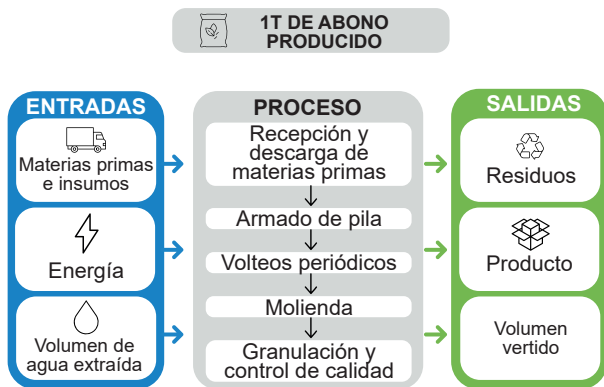 1T DE ABONO
PRODUCIDO
ENTRADAS
Materias primas
e insumos
Energía
Volumen de
agua extraída
PROCESO
Recepción y
descarga de
materias primas
Armado de pila
Volteos periódicos
Molienda
Granulación y
control de calidad
SALIDAS
Residuos
Producto
Volumen
vertido